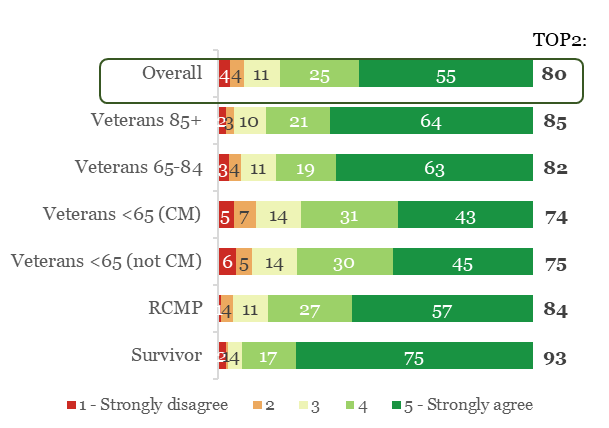 TOP2:
Overall 4 4 11 25 55 80
Veterans 85+ 2 3 10 21 64 85
Veterans 65-84 3 4 11 19 63 82
Veterans <65 (CM) 5 7 14 31 43 74
Veterans <65 (not CM) 6 5 14 30 45 75
RCMP 1 4 11 27 57 84
Survivor 2 1 4 17 75 93
1 - Strongly disagree 2 3 4 5 - Strongly agree